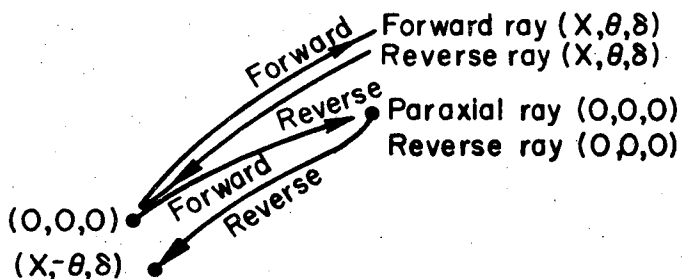 Forward ray (X,θ,δ)
Forward
Reverse ray (X,θ,δ)
Reverse
Paraxial ray (0,0,0)
Reverse ray (0,0,0)
Forward
(0,0,0)
Reverse
(X,-θ,δ)